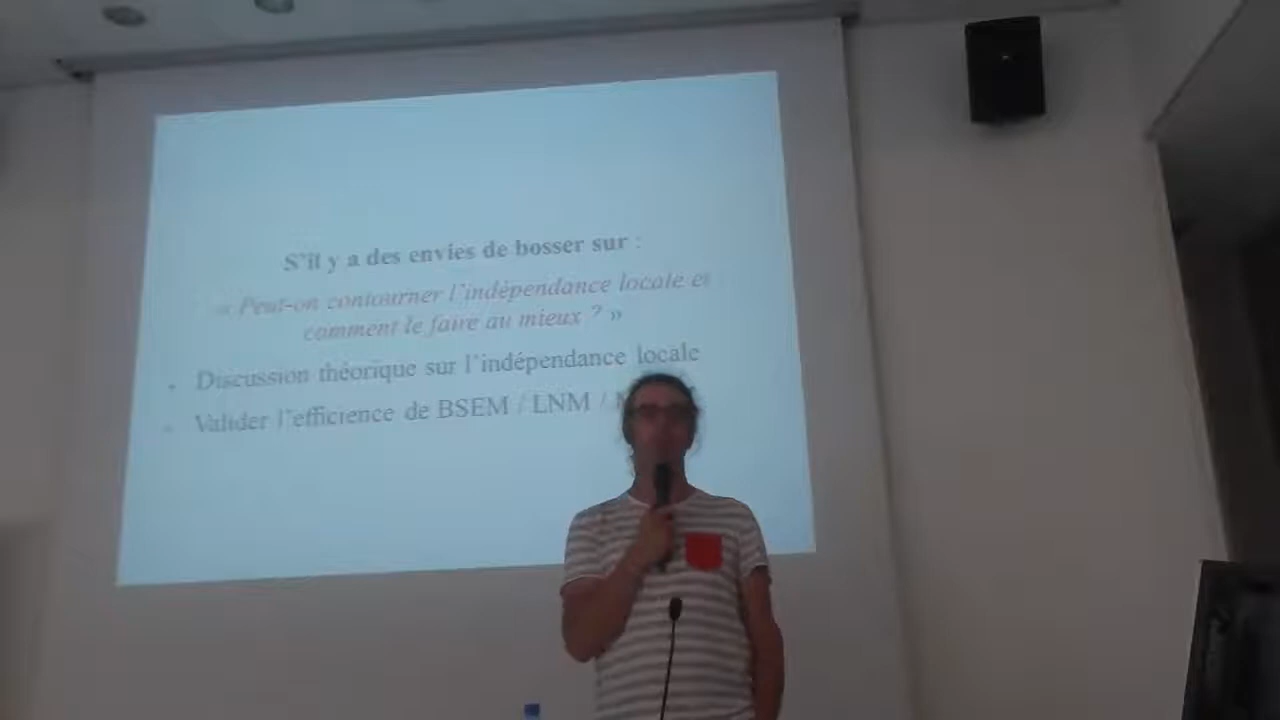 S'il y a des envies de bosser sur :
« Peut-on contourner l'indépendance locale et
comment le faire au mieux ? »
- Discussion théorique sur l'indépendance locale
- Valider l'efficience de BSEM / LNM /